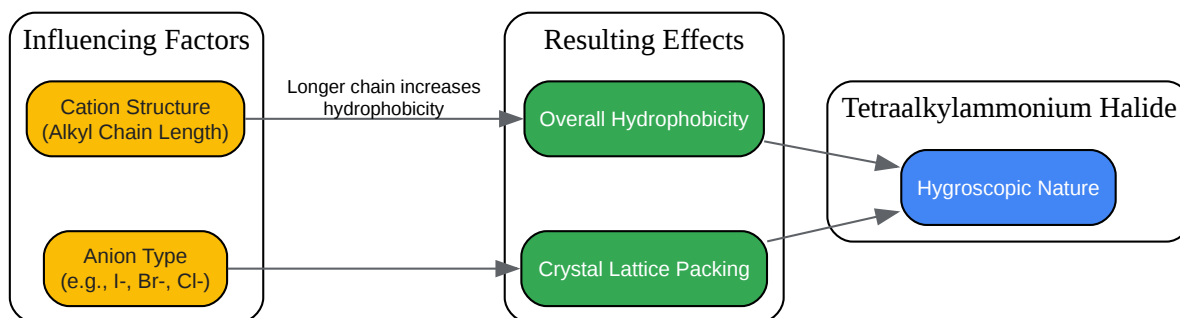 Influencing Factors
Cation Structure
(Alkyl Chain Length)
Anion Type
(e.g., I-, Br-, Cl-)
Longer chain increases
hydrophobicity
Resulting Effects
Overall Hydrophobicity
Crystal Lattice Packing
Tetraalkylammonium Halide
Hygroscopic Nature